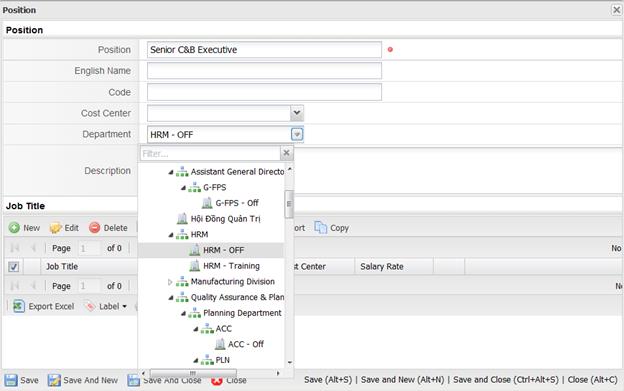 Position
Position
Position Senior C&B Executive
English Name
Code
Cost Center
Department HRM - OFF
Filter...
Description
Assistant General Directo
G-FPS
G-FPS - Off
Hội Đồng Quản Trị
HRM
HRM - OFF
HRM - Training
Manufacturing Division
Quality Assurance & Plan
Planning Department
ACC
ACC - Off
PLN
Job Title
New Edit Delete ort Copy
Page 1 of 0 No
Job Title st Center Salary Rate
Page 1 of 0 No
Export Excel Label
Save Save And New Save And Close Close Save (Alt+S) | Save and New (Alt+N) | Save and Close (Ctrl+Alt+S) | Close (Alt+C)